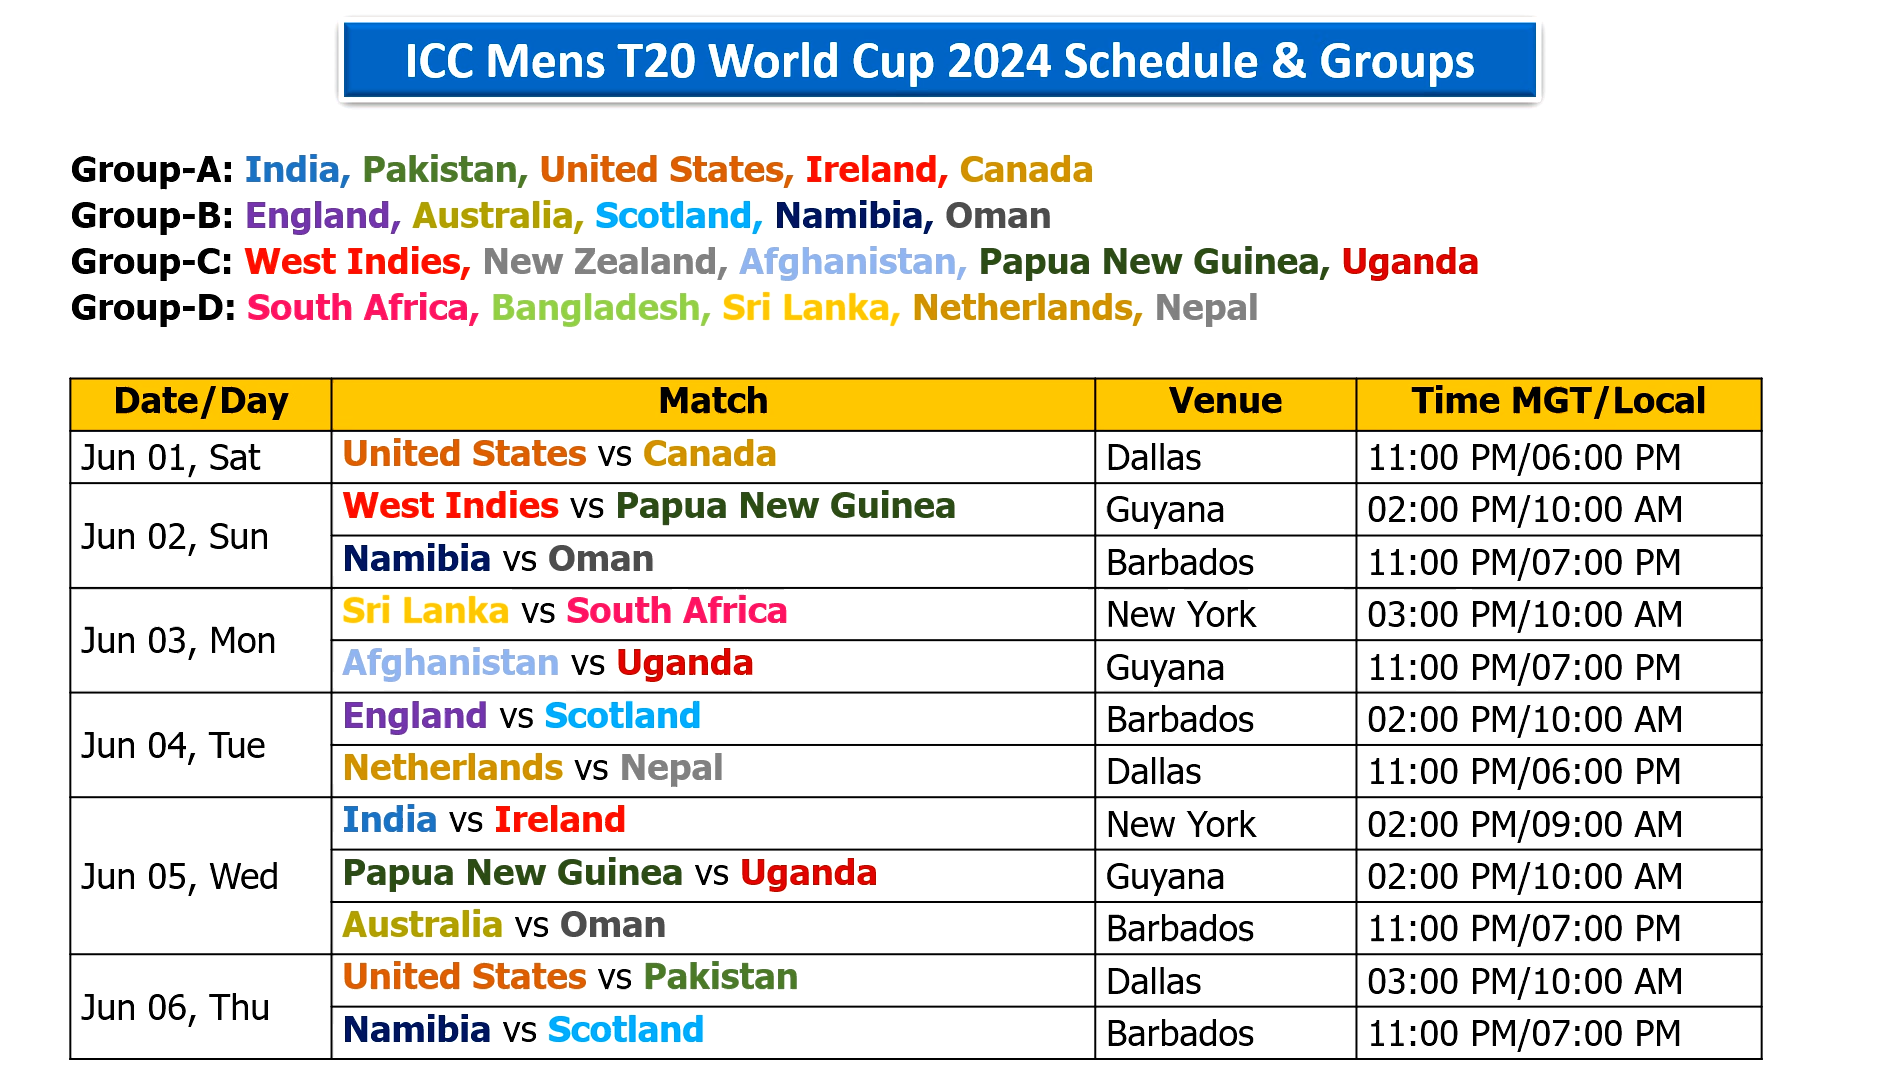 ICC Mens T20 World Cup 2024 Schedule & Groups
Group-A: India, Pakistan, United States, Ireland, Canada
Group-B: England, Australia, Scotland, Namibia, Oman
Group-C: West Indies, New Zealand, Afghanistan, Papua New Guinea, Uganda
Group-D: South Africa, Bangladesh, Sri Lanka, Netherlands, Nepal
Date/Day Match Venue Time MGT/Local
Jun 01, Sat United States vs Canada Dallas 11:00 PM/06:00 PM
Jun 02, Sun West Indies vs Papua New Guinea Guyana 02:00 PM/10:00 AM
Namibia vs Oman Barbados 11:00 PM/07:00 PM
Jun 03, Mon Sri Lanka vs South Africa New York 03:00 PM/10:00 AM
Afghanistan vs Uganda Guyana 11:00 PM/07:00 PM
Jun 04, Tue England vs Scotland Barbados 02:00 PM/10:00 AM
Netherlands vs Nepal Dallas 11:00 PM/06:00 PM
Jun 05, Wed India vs Ireland New York 02:00 PM/09:00 AM
Papua New Guinea vs Uganda Guyana 02:00 PM/10:00 AM
Australia vs Oman Barbados 11:00 PM/07:00 PM
Jun 06, Thu United States vs Pakistan Dallas 03:00 PM/10:00 AM
Namibia vs Scotland Barbados 11:00 PM/07:00 PM